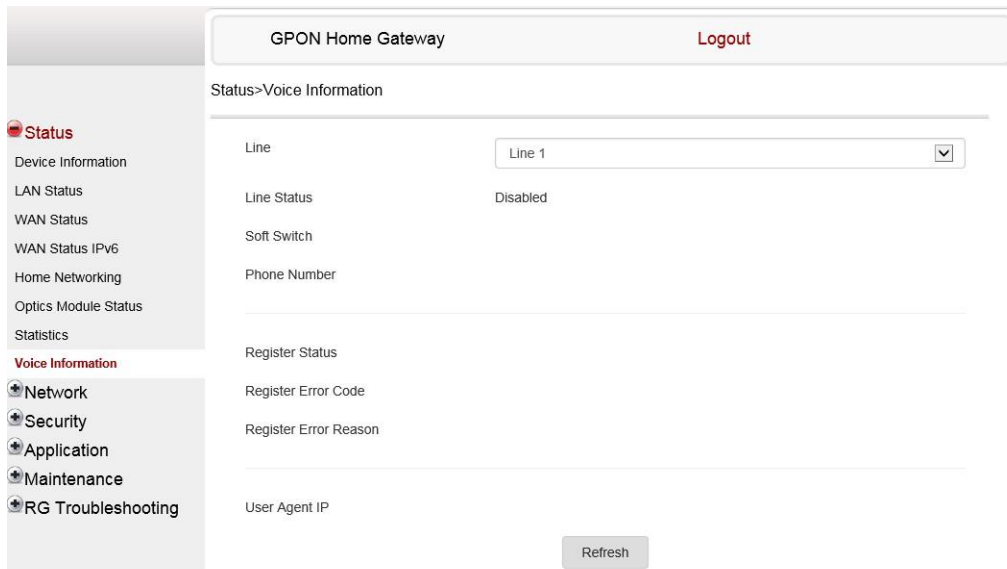 GPON Home Gateway
Logout
Status>Voice Information
Status
Device Information
LAN Status
WAN Status
WAN Status IPv6
Home Networking
Optics Module Status
Statistics
Voice Information
Network
Security
Application
Maintenance
RG Troubleshooting
Line
Line 1
Line Status
Disabled
Soft Switch
Phone Number
Register Status
Register Error Code
Register Error Reason
User Agent IP
Refresh